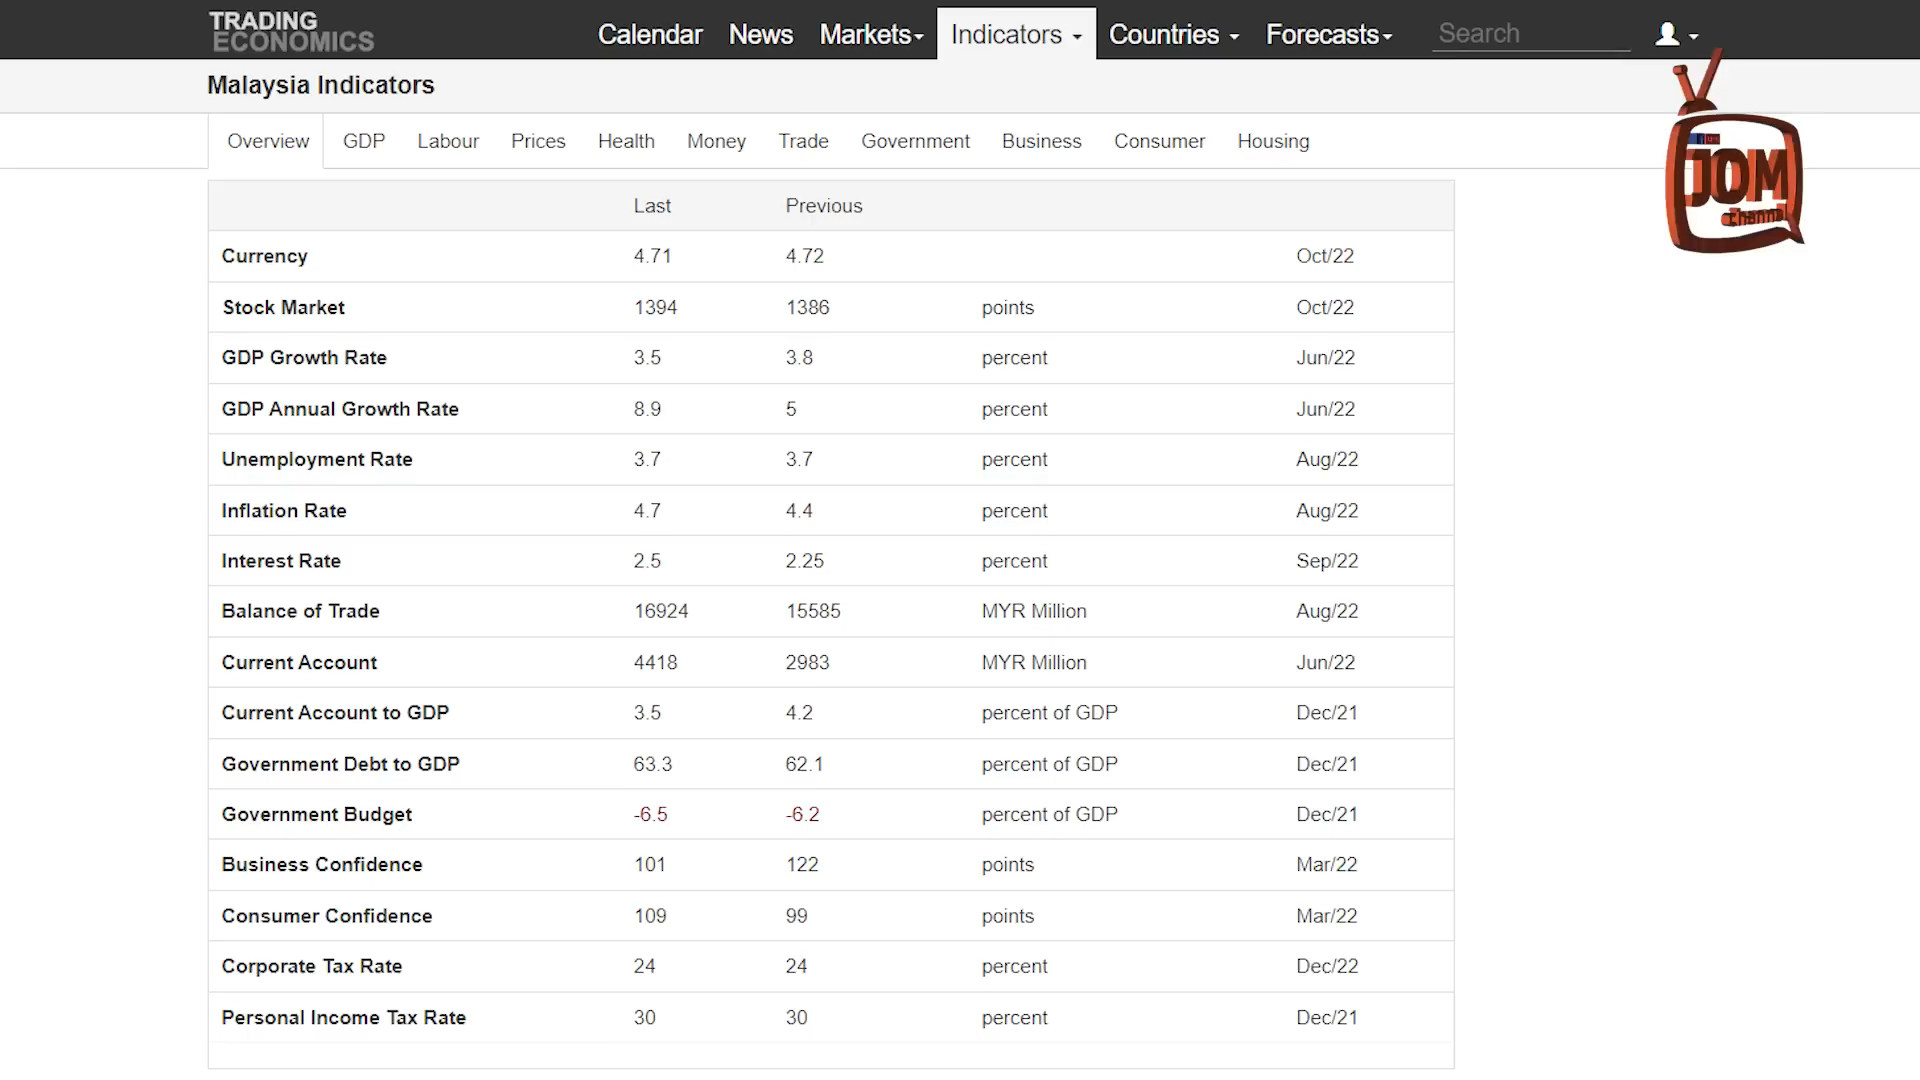 TRADING
ECONOMICS
Calendar News Markets Indicators Countries Forecasts Search
Malaysia Indicators
Overview GDP Labour Prices Health Money Trade Government Business Consumer Housing
JOM
channel
Last Previous
Currency 4.71 4.72 Oct/22
Stock Market 1394 1386 points Oct/22
GDP Growth Rate 3.5 3.8 percent Jun/22
GDP Annual Growth Rate 8.9 5 percent Jun/22
Unemployment Rate 3.7 3.7 percent Aug/22
Inflation Rate 4.7 4.4 percent Aug/22
Interest Rate 2.5 2.25 percent Sep/22
Balance of Trade 16924 15585 MYR Million Aug/22
Current Account 4418 2983 MYR Million Jun/22
Current Account to GDP 3.5 4.2 percent of GDP Dec/21
Government Debt to GDP 63.3 62.1 percent of GDP Dec/21
Government Budget -6.5 -6.2 percent of GDP Dec/21
Business Confidence 101 122 points Mar/22
Consumer Confidence 109 99 points Mar/22
Corporate Tax Rate 24 24 percent Dec/22
Personal Income Tax Rate 30 30 percent Dec/21